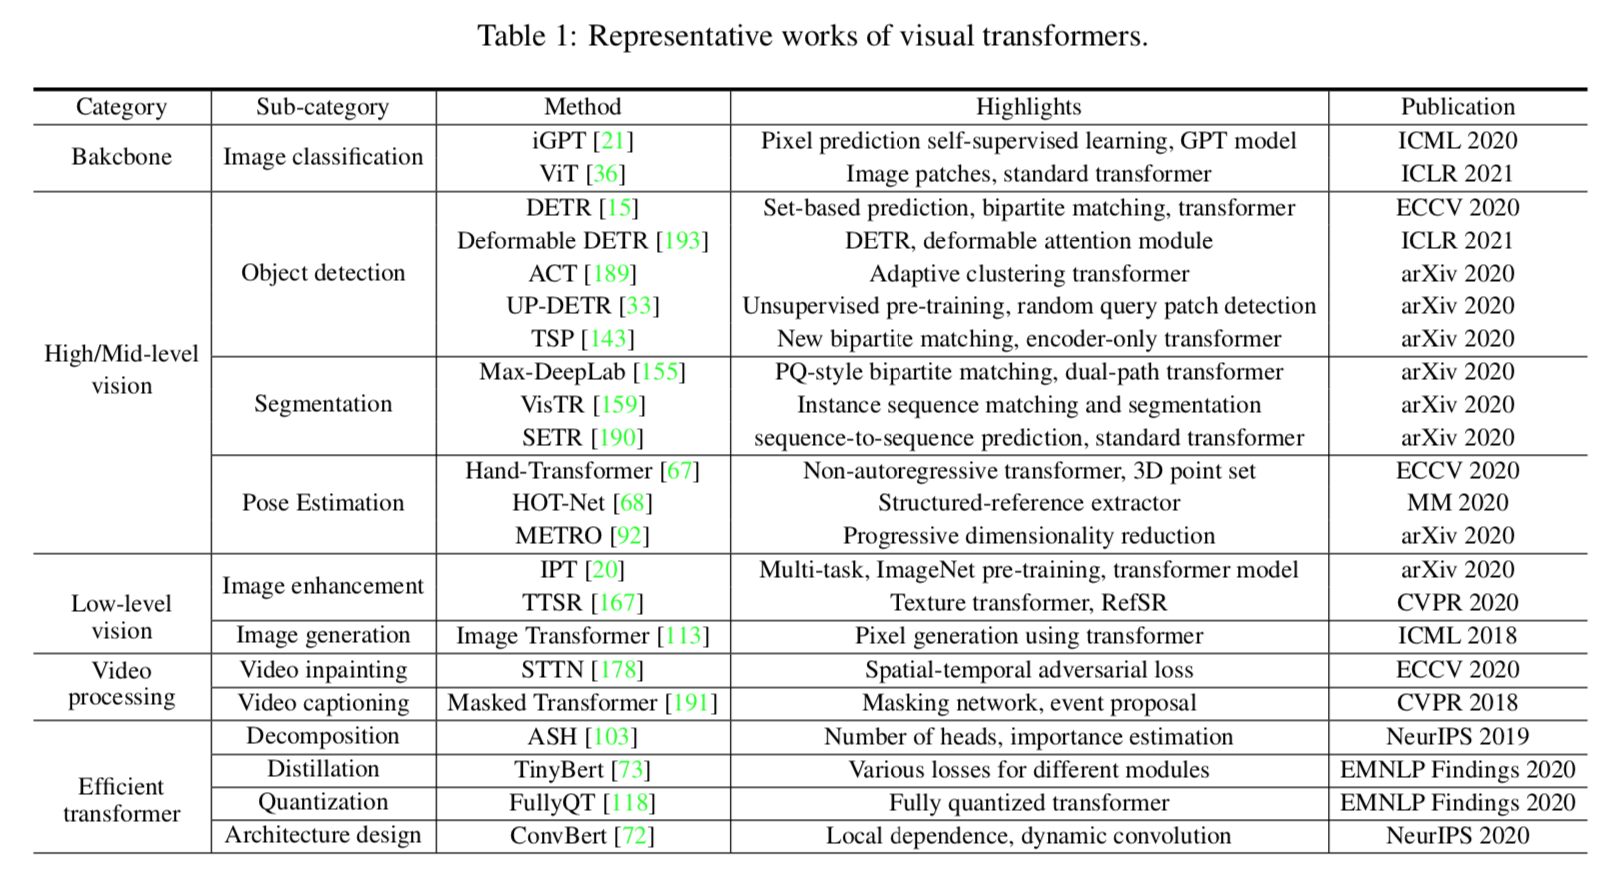 Table 1: Representative works of visual transformers.
Category Sub-category Method Highlights Publication
Bakcbone Image classification iGPT [21] Pixel prediction self-supervised learning, GPT model ICML 2020
ViT [36] Image patches, standard transformer ICLR 2021
High/Mid-level vision Object detection DETR [15] Set-based prediction, bipartite matching, transformer ECCV 2020
Deformable DETR [193] DETR, deformable attention module ICLR 2021
ACT [189] Adaptive clustering transformer arXiv 2020
UP-DETR [33] Unsupervised pre-training, random query patch detection arXiv 2020
TSP [143] New bipartite matching, encoder-only transformer arXiv 2020
Segmentation Max-DeepLab [155] PQ-style bipartite matching, dual-path transformer arXiv 2020
VisTR [159] Instance sequence matching and segmentation arXiv 2020
SETR [190] sequence-to-sequence prediction, standard transformer arXiv 2020
Pose Estimation Hand-Transformer [67] Non-autoregressive transformer, 3D point set ECCV 2020
HOT-Net [68] Structured-reference extractor MM 2020
METRO [92] Progressive dimensionality reduction arXiv 2020
Low-level vision Image enhancement IPT [20] Multi-task, ImageNet pre-training, transformer model arXiv 2020
TTSR [167] Texture transformer, RefSR CVPR 2020
Image generation Image Transformer [113] Pixel generation using transformer ICML 2018
Video processing Video inpainting STTN [178] Spatial-temporal adversarial loss ECCV 2020
Video captioning Masked Transformer [191] Masking network, event proposal CVPR 2018
Efficient transformer Decomposition ASH [103] Number of heads, importance estimation NeurIPS 2019
Distillation TinyBert [73] Various losses for different modules EMNLP Findings 2020
Quantization FullyQT [118] Fully quantized transformer EMNLP Findings 2020
Architecture design ConvBert [72] Local dependence, dynamic convolution NeurIPS 2020